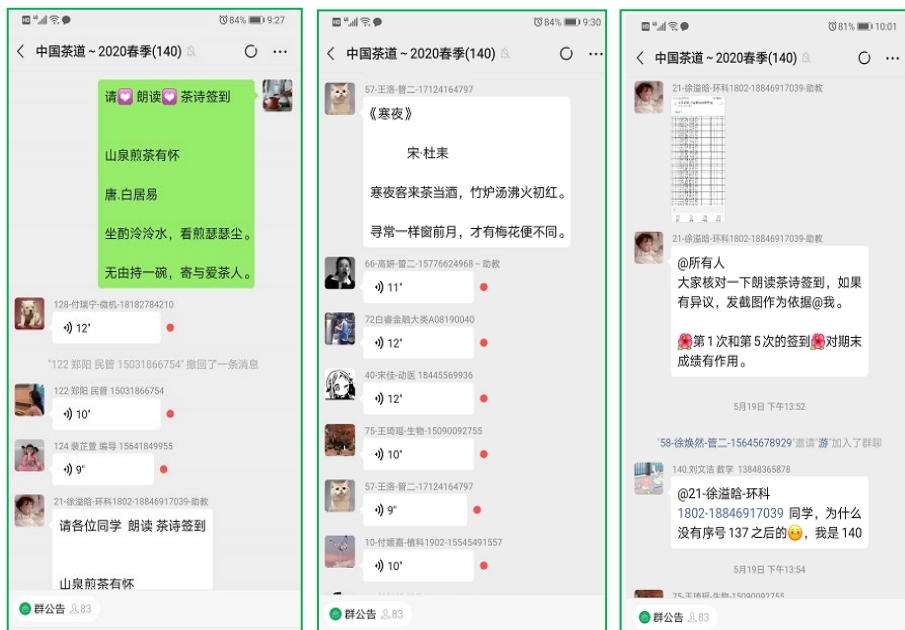 84% 9:27
中国茶道～2020春季(140)
请 朗读 茶诗签到
山泉煎茶有怀
唐.白居易
坐酌泠泠水，看煎瑟瑟尘。
无由持一碗，寄与爱茶人。
128-付瑞宁-微机-18182784210
12"
"122 郑阳 民管 15031866754" 撤回了一条消息
122 郑阳 民管 15031866754
10"
124 裴芷萱 编导 15641849955
9"
21-徐溢晗-环科1802-18846917039-助教
请各位同学 朗读 茶诗签到
山泉煎茶有怀
群公告 83
84% 9:30
中国茶道～2020春季(140)
57-王洛-管二-17124164797
《寒夜》
宋·杜耒
寒夜客来茶当酒，竹炉汤沸火初红。
寻常一样窗前月，才有梅花便不同。
66-高妍-管二-15776624968～助教
11"
72白睿金融大类A08190040
12"
40-宋佳-动医 18445569936
12"
75-王琦瑶-生物-15090092755
10"
57-王洛-管二-17124164797
9"
10-付媛嘉-植科1902-15545491557
10"
群公告 83
81% 10:01
中国茶道～2020春季(140)
21-徐溢晗-环科1802-18846917039-助教
21-徐溢晗-环科1802-18846917039-助教
@所有人
大家核对一下朗读茶诗签到，如果
有异议，发截图作为依据@我。
第1次和第5次的签到 对期末
成绩有作用。
5月19日 下午13:52
"58-徐焕然-管二-15645678929"邀请"游"加入了群聊
140.刘文洁 数学 13848365878
@21-徐溢晗-环科
1802-18846917039 同学，为什么
没有序号 137 之后的 ，我是 140
5月19日 下午13:54
75-王琦瑶-生物-15090092755
群公告 83